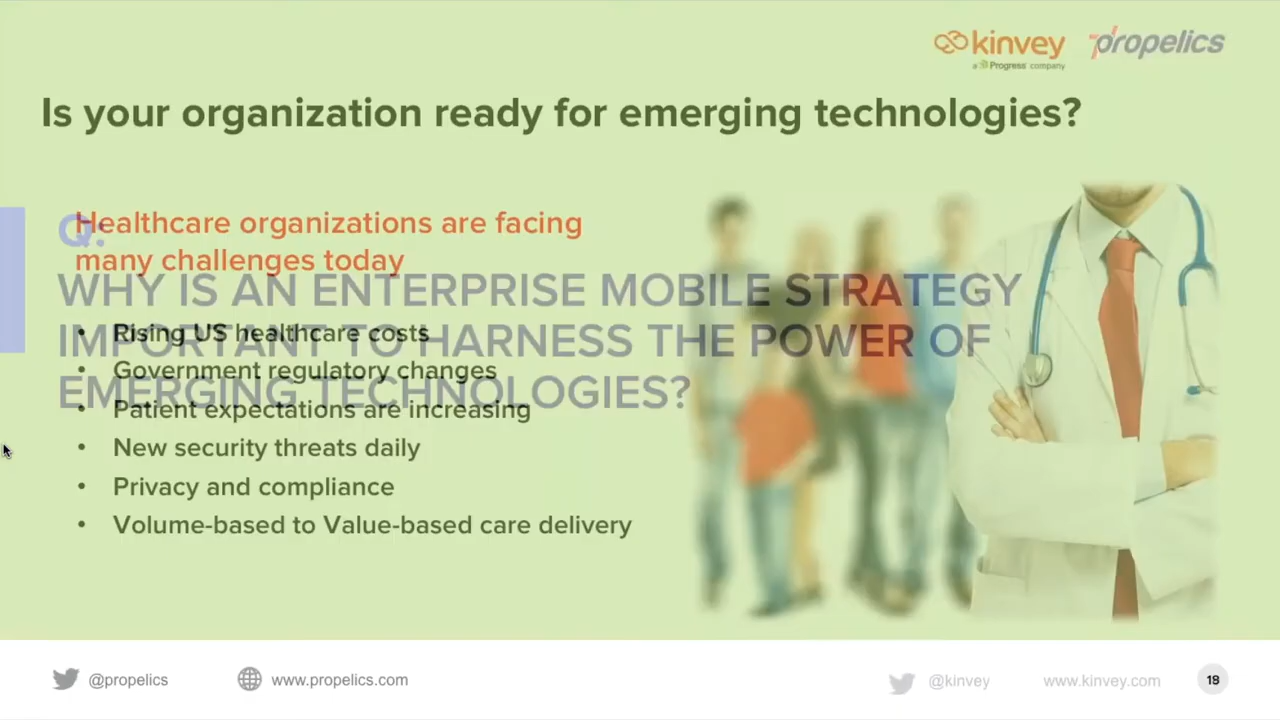 kinvey
a Progress company
propelics
Is your organization ready for emerging technologies?
Healthcare organizations are facing
many challenges today
Q:
WHY IS AN ENTERPRISE MOBILE STRATEGY
IMPORTANT TO HARNESS THE POWER OF
EMERGING TECHNOLOGIES?
• Rising US healthcare costs
• Government regulatory changes
• Patient expectations are increasing
• New security threats daily
• Privacy and compliance
• Volume-based to Value-based care delivery
@propelics
www.propelics.com
@kinvey
www.kinvey.com